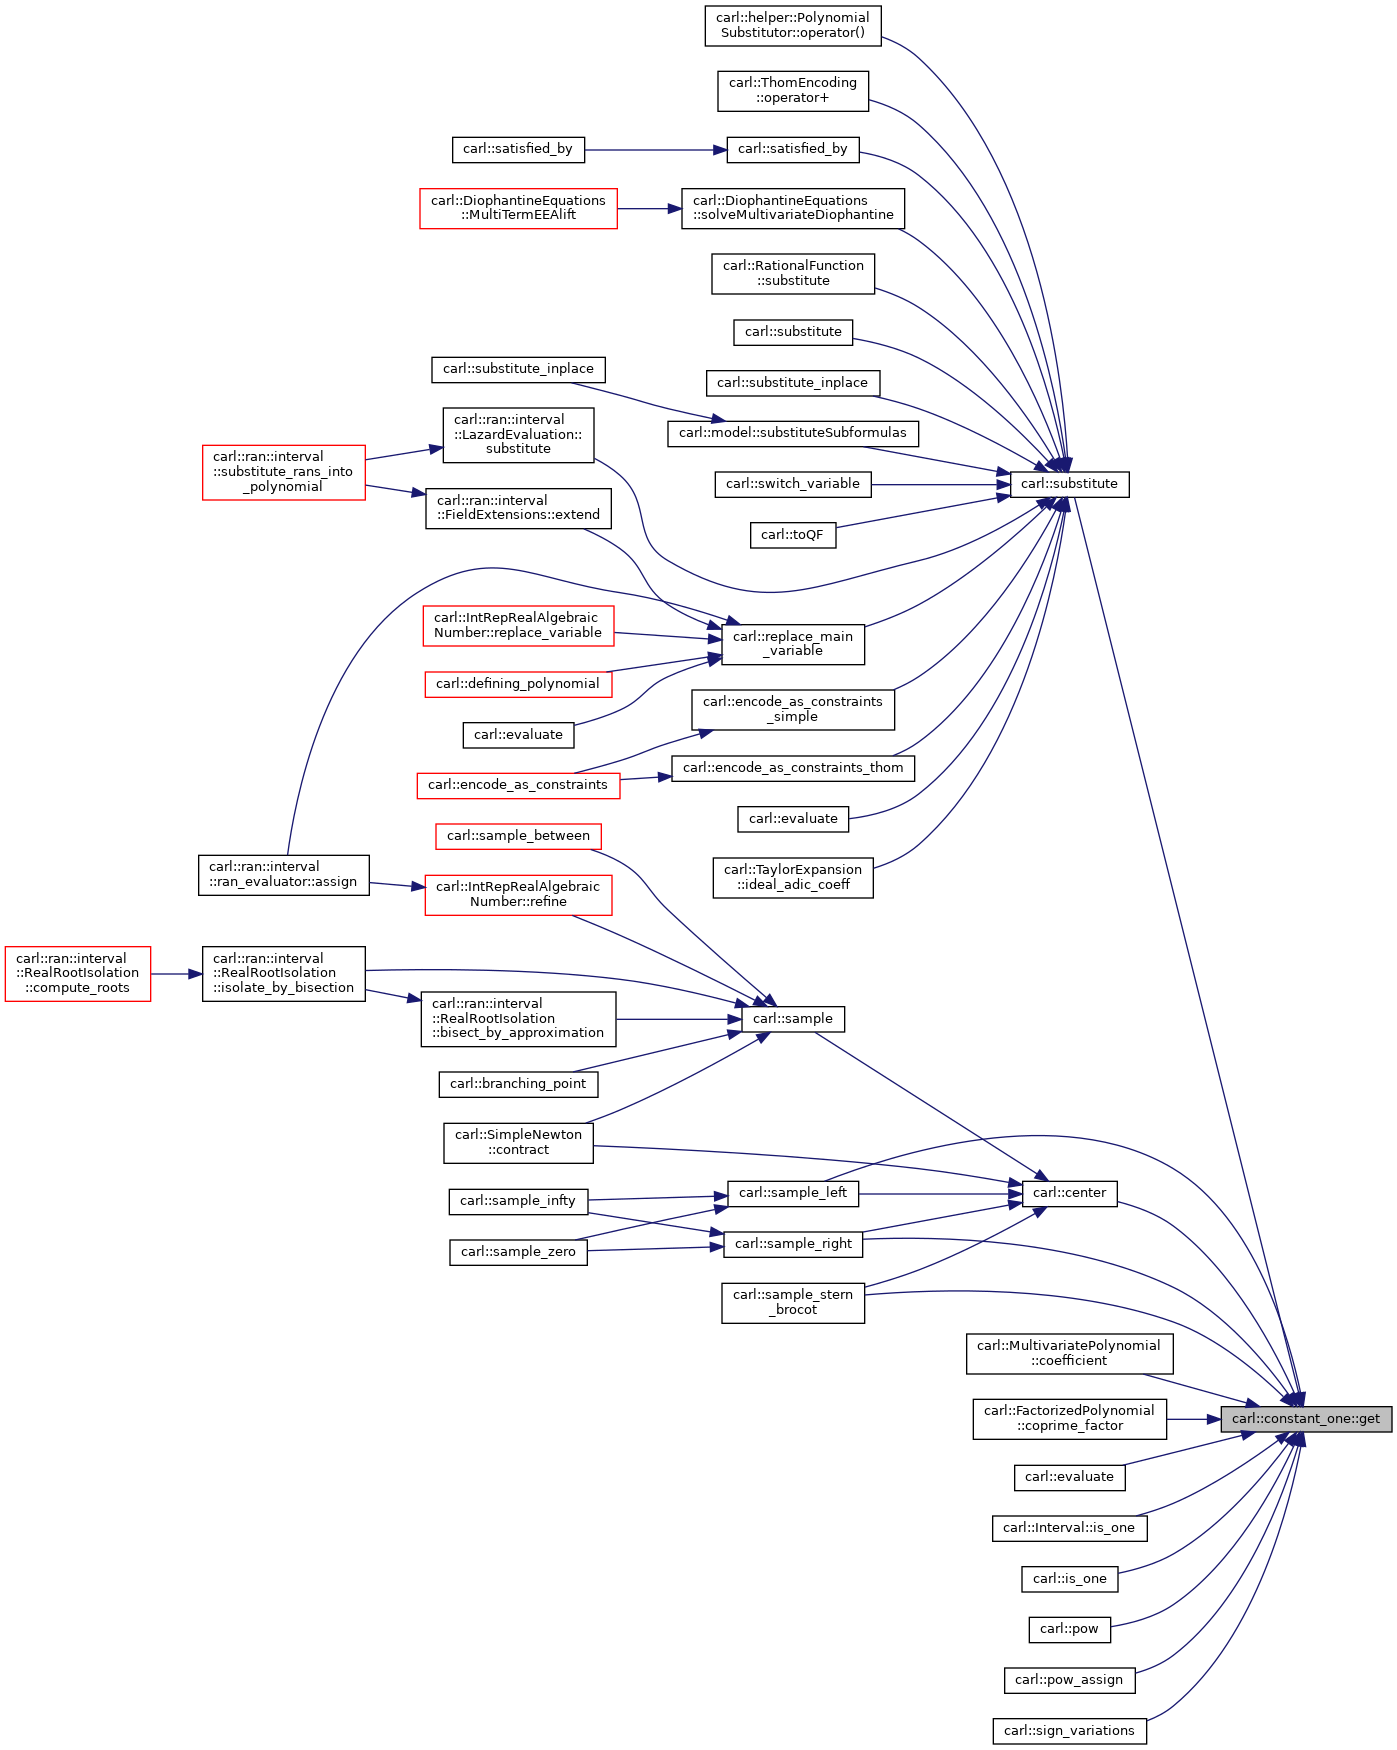 carl::helper::Polynomial
Substitutor::operator()
carl::ThomEncoding
::operator+
carl::satisfied_by
carl::satisfied_by
carl::DiophantineEquations
::MultiTermEEAlift
carl::DiophantineEquations
::solveMultivariateDiophantine
carl::RationalFunction
::substitute
carl::substitute
carl::substitute_inplace
carl::substitute_inplace
carl::ran::interval
::LazardEvaluation::
substitute
carl::model::substituteSubformulas
carl::ran::interval
::substitute_rans_into
_polynomial
carl::switch_variable
carl::substitute
carl::ran::interval
::FieldExtensions::extend
carl::toQF
carl::IntRepRealAlgebraic
Number::replace_variable
carl::replace_main
_variable
carl::defining_polynomial
carl::encode_as_constraints
_simple
carl::evaluate
carl::encode_as_constraints_thom
carl::encode_as_constraints
carl::evaluate
carl::sample_between
carl::ran::interval
::ran_evaluator::assign
carl::IntRepRealAlgebraic
Number::refine
carl::TaylorExpansion
::ideal_adic_coeff
carl::ran::interval
::RealRootIsolation
::compute_roots
carl::ran::interval
::RealRootIsolation
::isolate_by_bisection
carl::ran::interval
::RealRootIsolation
::bisect_by_approximation
carl::sample
carl::branching_point
carl::SimpleNewton
::contract
carl::sample_infty
carl::sample_left
carl::center
carl::sample_zero
carl::sample_right
carl::sample_stern
_brocot
carl::MultivariatePolynomial
::coefficient
carl::FactorizedPolynomial
::coprime_factor
carl::constant_one::get
carl::evaluate
carl::Interval::is_one
carl::is_one
carl::pow
carl::pow_assign
carl::sign_variations